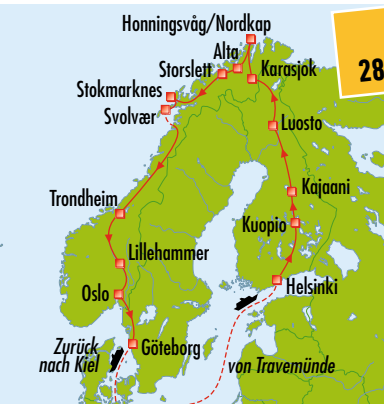 Honningsvåg/Nordkap
Alta
Storslett
Karasjok
Stokmarknes
Svolvær
Luosto
Trondheim
Kajaani
Kuopio
Lillehammer
Oslo
Helsinki
Göteborg
Zurück
nach Kiel
von Travemünde
28